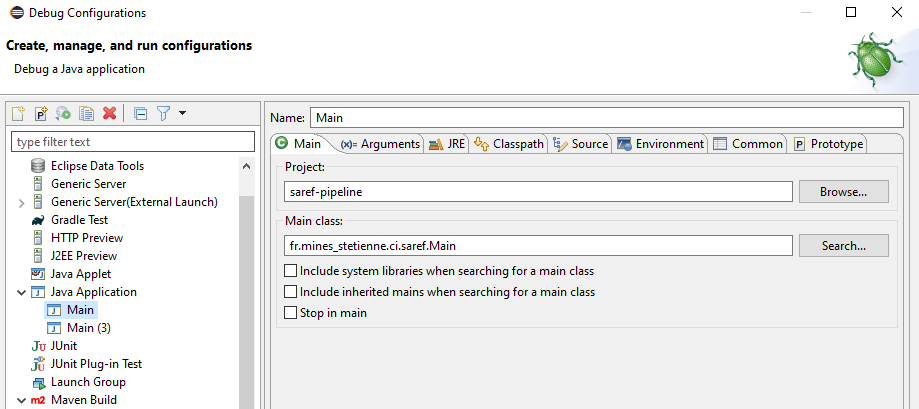 Debug Configurations
Create, manage, and run configurations
Debug a Java application
type filter text
Eclipse Data Tools
Generic Server
Generic Server(External Launch)
Gradle Test
HTTP Preview
J2EE Preview
Java Applet
Java Application
Main
Main (3)
JUnit
JUnit Plug-in Test
Launch Group
Maven Build
Name: Main
Main (x)= Arguments JRE Classpath Source Environment Common Prototype
Project:
saref-pipeline Browse...
Main class:
fr.mines_stetienne.ci.saref.Main Search...
Include system libraries when searching for a main class
Include inherited mains when searching for a main class
Stop in main